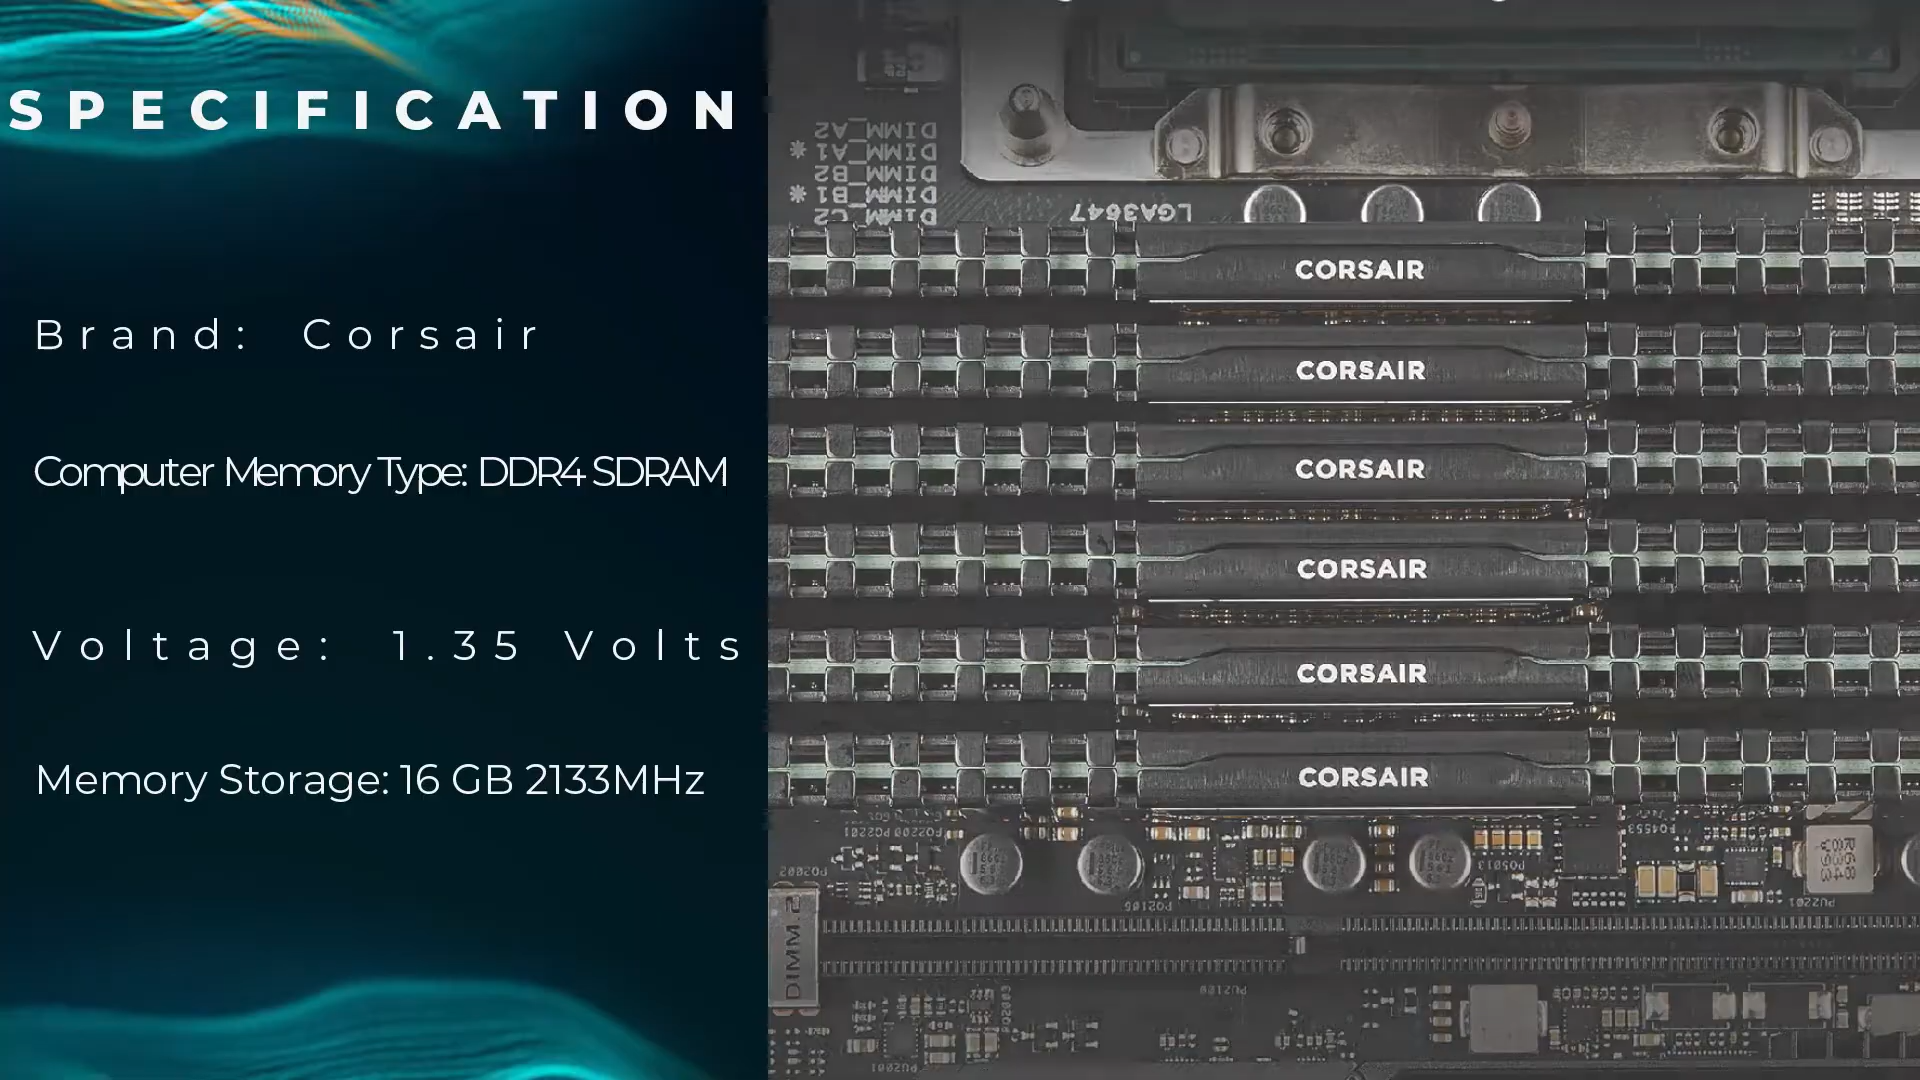 SPECIFICATION
Brand: Corsair
Computer Memory Type: DDR4 SDRAM
Voltage: 1.35 Volts
Memory Storage: 16 GB 2133MHz
DIMM_A2
DIMM_A1 *
DIMM_B2
DIMM_B1 *
DIMM_C2
LGA3647
CORSAIR
CORSAIR
CORSAIR
CORSAIR
CORSAIR
CORSAIR
DIMM.2